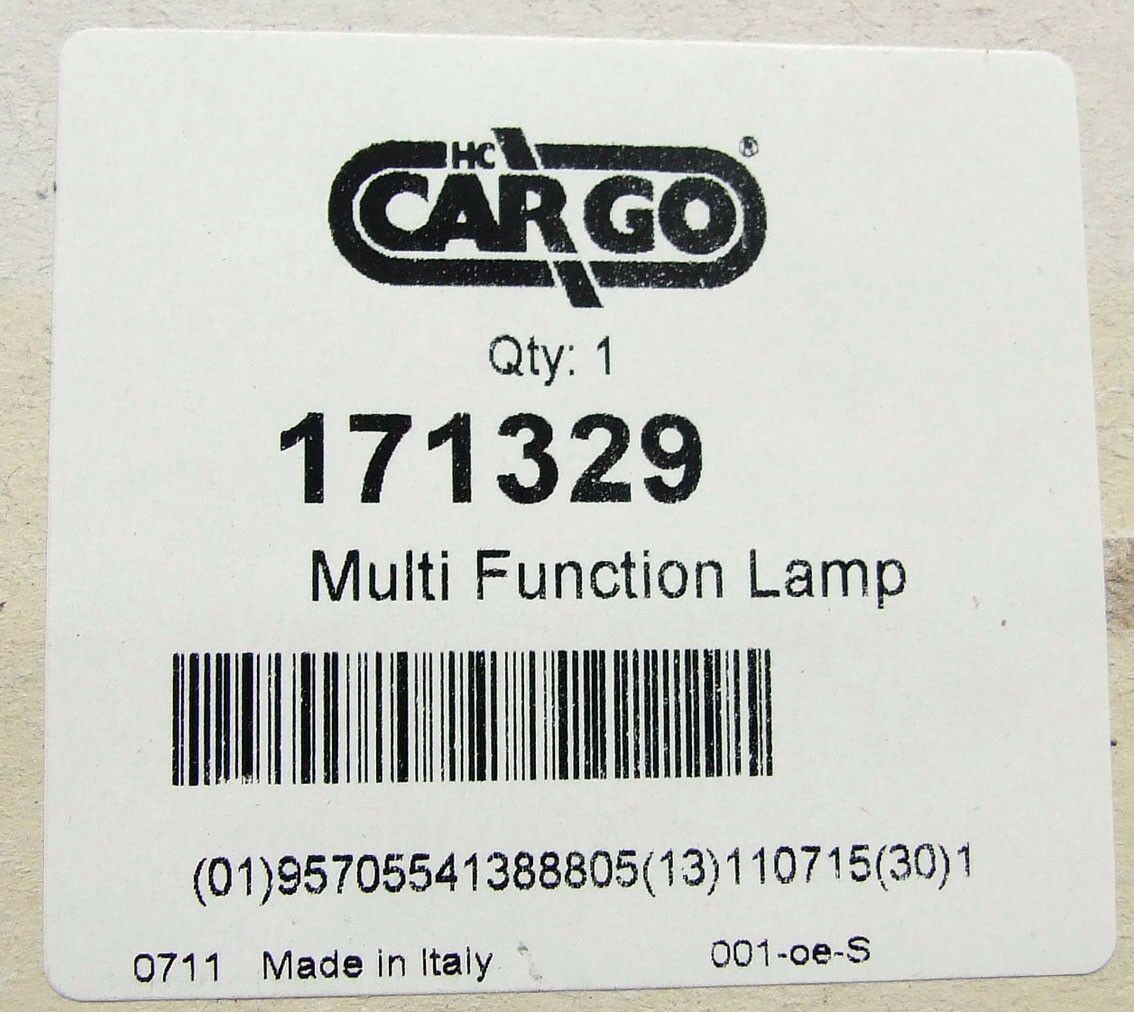 HC
CARGO®
Qty: 1
171329
Multi Function Lamp
(01)95705541388805(13)110715(30)1
0711 Made in Italy 001-oe-S